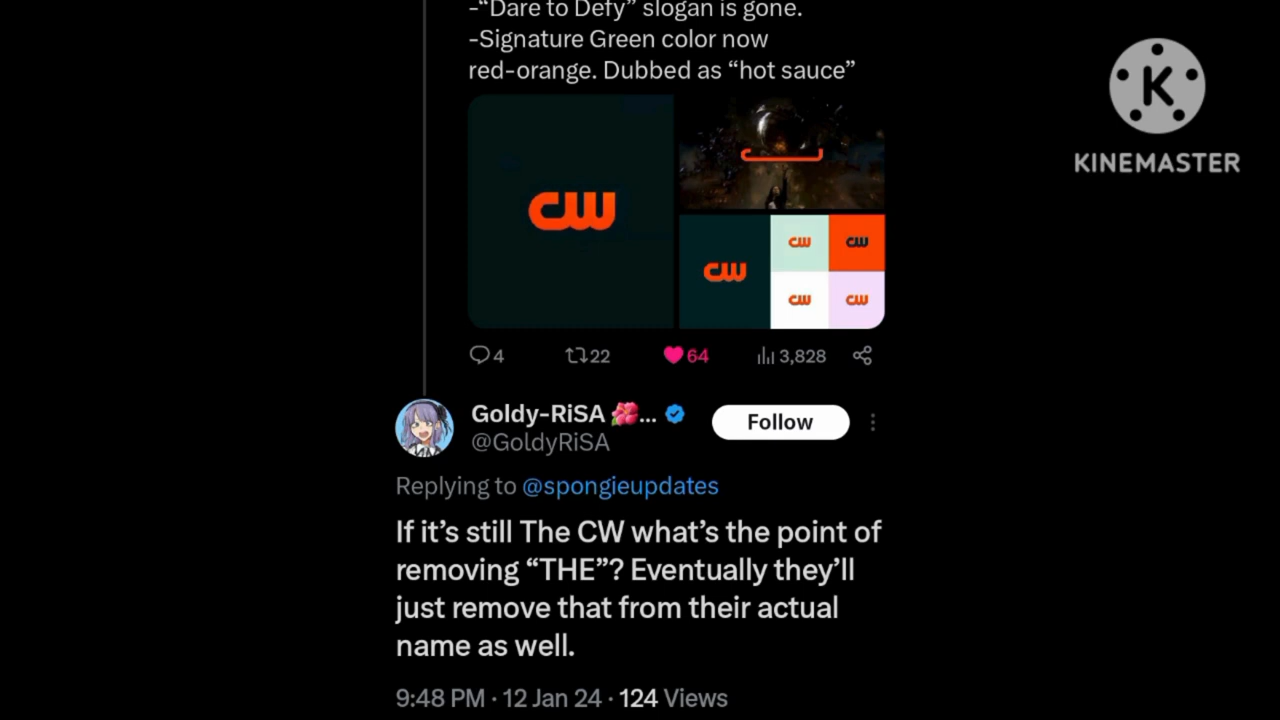 -“Dare to Defy” slogan is gone.
-Signature Green color now
red-orange. Dubbed as “hot sauce”
K
KINEMASTER
CW
CW
CW
CW
CW
CW
4
22
64
3,828
Goldy-RiSA 🌺...
Follow
@GoldyRiSA
Replying to @spongieupdates
If it’s still The CW what’s the point of
removing “THE”? Eventually they’ll
just remove that from their actual
name as well.
9:48 PM · 12 Jan 24 · 124 Views